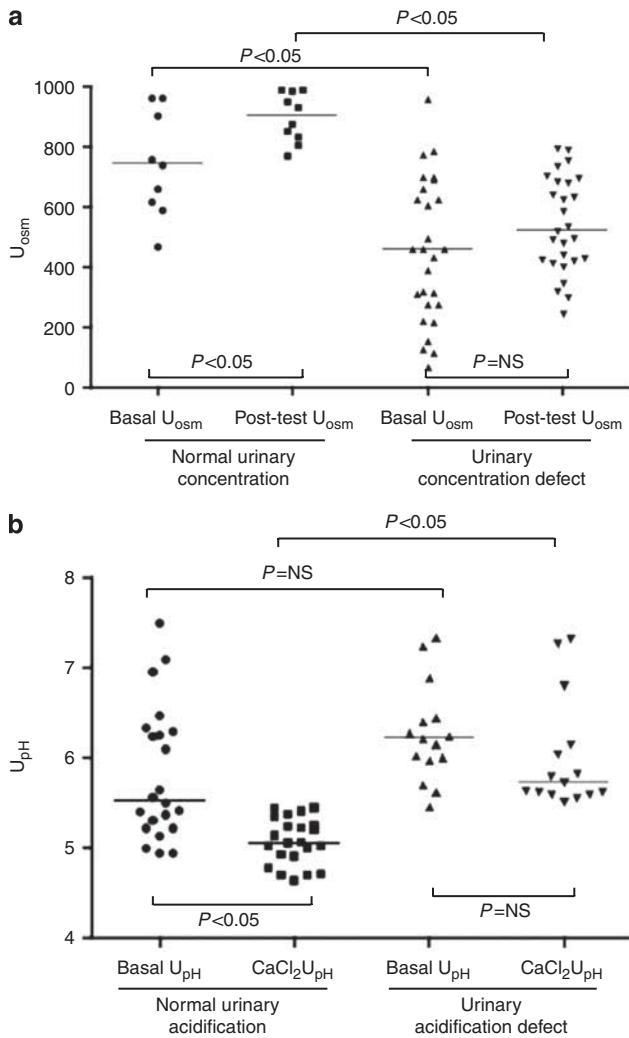 a
P<0.05
P<0.05
1000
800
600
400
200
0
Uosm
P<0.05
P=NS
Basal Uosm Post-test Uosm Basal Uosm Post-test Uosm
Normal urinary concentration
Urinary concentration defect
b
P<0.05
P=NS
8
7
6
5
4
UpH
P<0.05
P=NS
Basal UpH CaCl2UpH Basal UpH CaCl2UpH
Normal urinary acidification
Urinary acidification defect